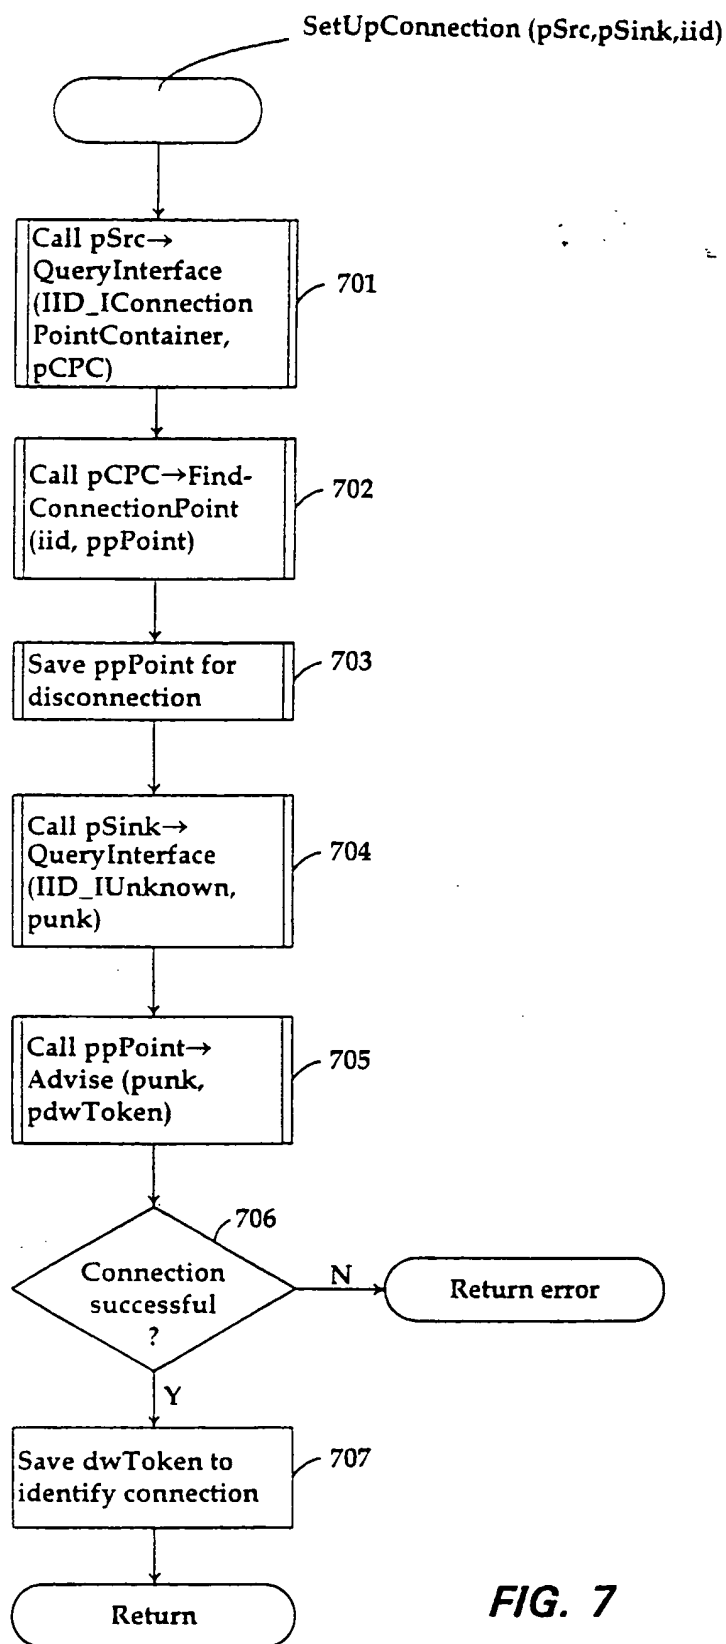 SetUpConnection (pSrc,pSink,iid)
Call pSrc→
QueryInterface
(IID_IConnection
PointContainer,
pCPC)
701
Call pCPC→Find-
ConnectionPoint
(iid, ppPoint)
702
Save ppPoint for
disconnection
703
Call pSink→
QueryInterface
(IID_IUnknown,
punk)
704
Call ppPoint→
Advise (punk,
pdwToken)
705
706
Connection
successful
?
N
Return error
Y
Save dwToken to
identify connection
707
Return
FIG. 7